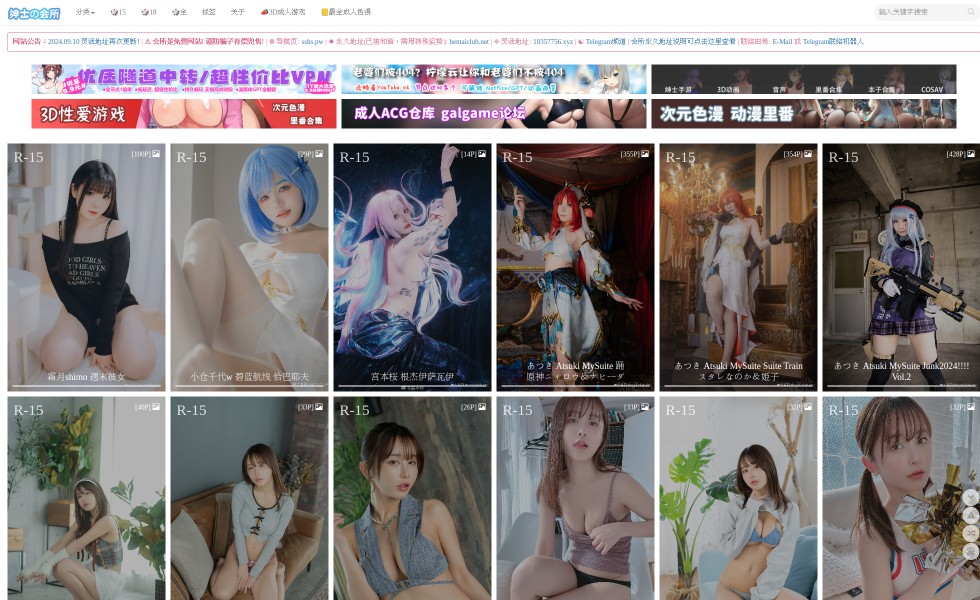 紳士の会所 分类 15 18 全 标签 关于 3D成人游戏 最全成人色漫 输入关键字搜索
网站公告：2024.09.10 灵活地址再次更新! | ⚠ 会所是免费网站! 谨防骗子有偿兜售! | 导航页: sshs.pw | 永久地址(已被和谐，需用特殊姿势): hentaiclub.net | 灵活地址: 10357756.xyz | Telegram频道 | 会所永久地址说明可点击这里查看 | 联络田布: E-Mail 或 Telegram联络机器人
优质隧道中转/超性价比VPN
老婆们被404? 柠檬云让你和老婆们不被404
绅士手游 3D动画 音声 里番合集 本子合集 COSAV
3D性爱游戏 次元色漫 里番合集
成人ACG仓库 galgame论坛
次元色漫 动漫里番
R-15 [100P]
霜月shimo 週末彼女
R-15 [29P]
小仓千代w 碧蓝航线 恰巴耶夫
R-15 [14P]
宫本桜 根杰伊萨瓦伊
R-15 [355P]
あつき Atsuki MySuite 踊
原神ニィロウ&ナヒーダ
R-15 [354P]
あつき Atsuki MySuite Suite Train
スタレなのか&姫子
R-15 [428P]
あつき Atsuki MySuite Junk2024!!!!
Vol.2
R-15 [40P]
R-15 [33P]
R-15 [26P]
R-15 [33P]
R-15 [32P]
R-15 [32P]